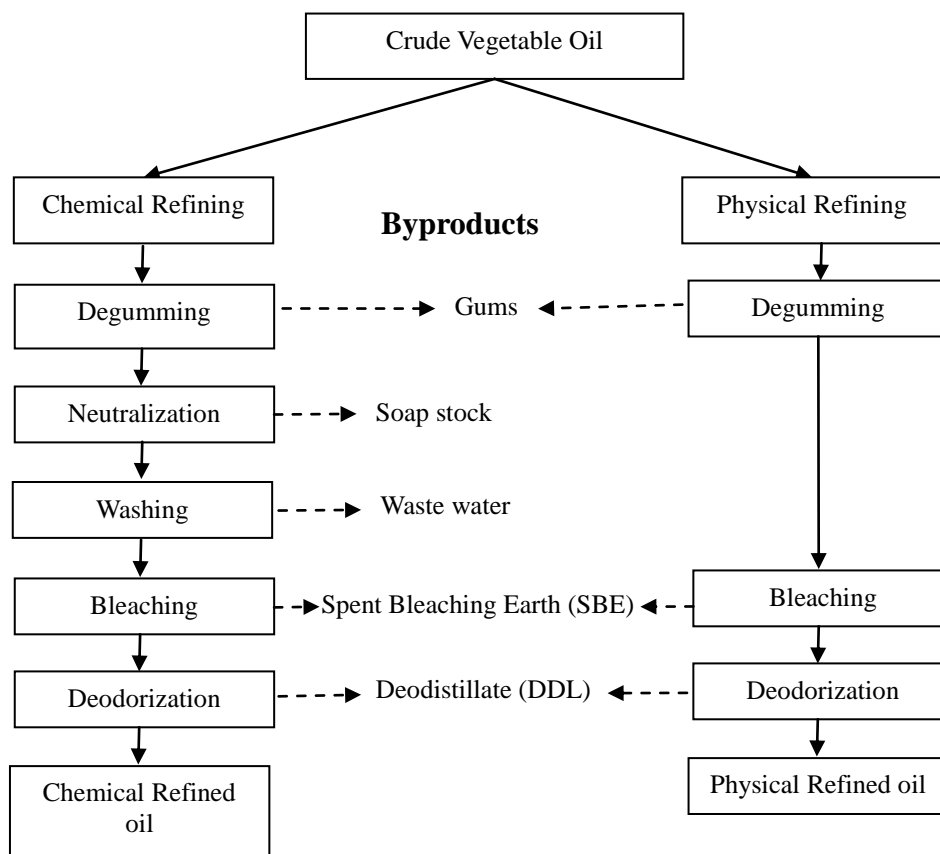 Crude Vegetable Oil
Chemical Refining
Physical Refining
Byproducts
Degumming
Gums
Degumming
Neutralization
Soap stock
Washing
Waste water
Bleaching
Spent Bleaching Earth (SBE)
Bleaching
Deodorization
Deodistillate (DDL)
Deodorization
Chemical Refined
oil
Physical Refined oil